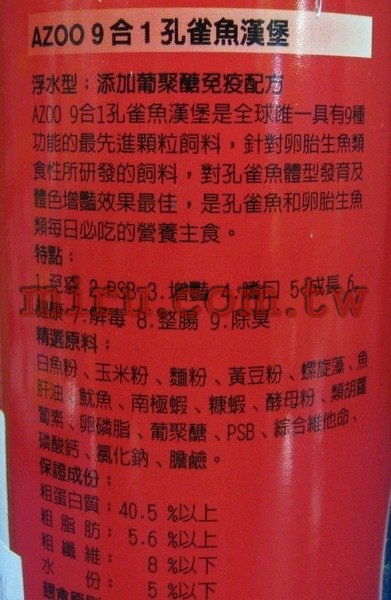 AZOO 9合1孔雀魚漢堡
浮水型；添加葡聚醣免疫配方
AZOO 9合1孔雀魚漢堡是全球唯一具有9種
功能的最先進顆粒飼料，針對卵胎生魚類
食性所研發的飼料，對孔雀魚體型發育及
體色增豔效果最佳，是孔雀魚和卵胎生魚
類每日必吃的營養主食。
特點：
1.免疫 2.PSB 3.增豔 4.嗜口 5.成長 6.
健康 7.解毒 8.整腸 9.除臭
miru.com.tw
精選原料：
白魚粉、玉米粉、麵粉、黃豆粉、螺旋藻、魚
肝油、魷魚、南極蝦、糠蝦、酵母粉、類胡蘿
蔔素、卵磷脂、葡聚醣、PSB、綜合維他命、
磷酸鈣、氯化鈉、膽鹼。
保證成份：
粗蛋白質：40.5 %以上
粗脂肪：5.6 %以上
粗纖維：8 %以下
水份：5 %以下